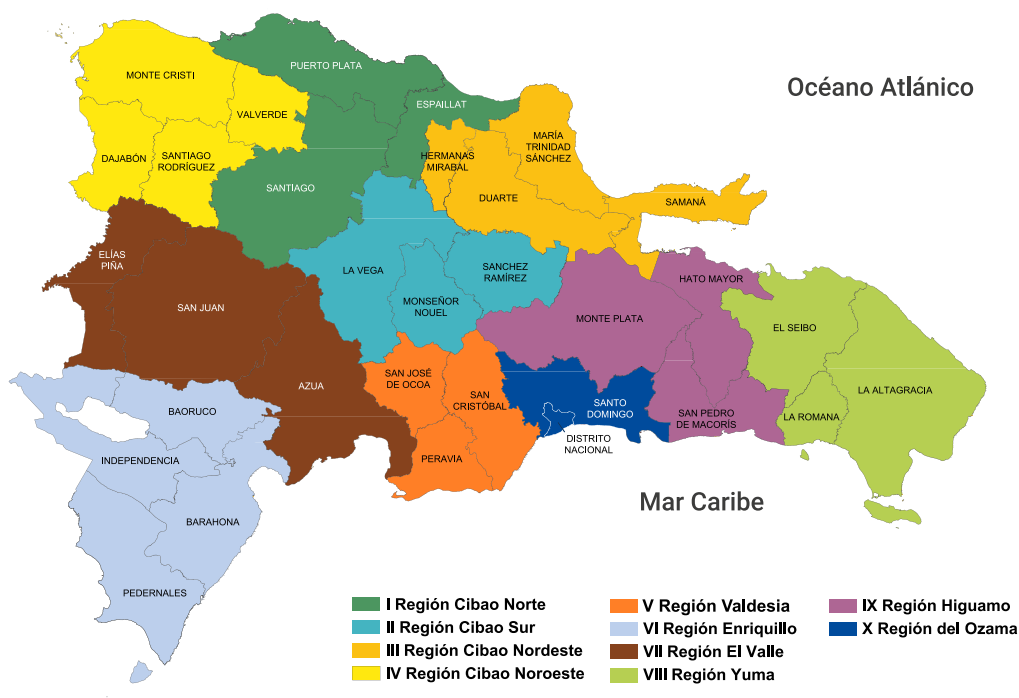 PUERTO PLATA
MONTE CRISTI
Océano Atlánico
ESPAILLAT
VALVERDE
MARÍA
TRINIDAD
SÁNCHEZ
DAJABÓN
SANTIAGO
RODRÍGUEZ
HERMANAS
MIRABAL
SANTIAGO
DUARTE
SAMANÁ
ELÍAS
PIÑA
LA VEGA
SANCHEZ
RAMÍREZ
HATO MAYOR
SAN JUAN
MONSEÑOR
NOUEL
MONTE PLATA
EL SEIBO
SAN JOSÉ
DE OCOA
AZUA
SAN
CRISTÓBAL
SANTO
DOMINGO
LA ALTAGRACIA
BAORUCO
SAN PEDRO
DE MACORÍS
LA ROMANA
DISTRITO
NACIONAL
INDEPENDENCIA
PERAVIA
Mar Caribe
BARAHONA
PEDERNALES
I Región Cibao Norte
II Región Cibao Sur
III Región Cibao Nordeste
IV Región Cibao Noroeste
V Región Valdesia
VI Región Enriquillo
VII Región El Valle
VIII Región Yuma
IX Región Higuamo
X Región del Ozama